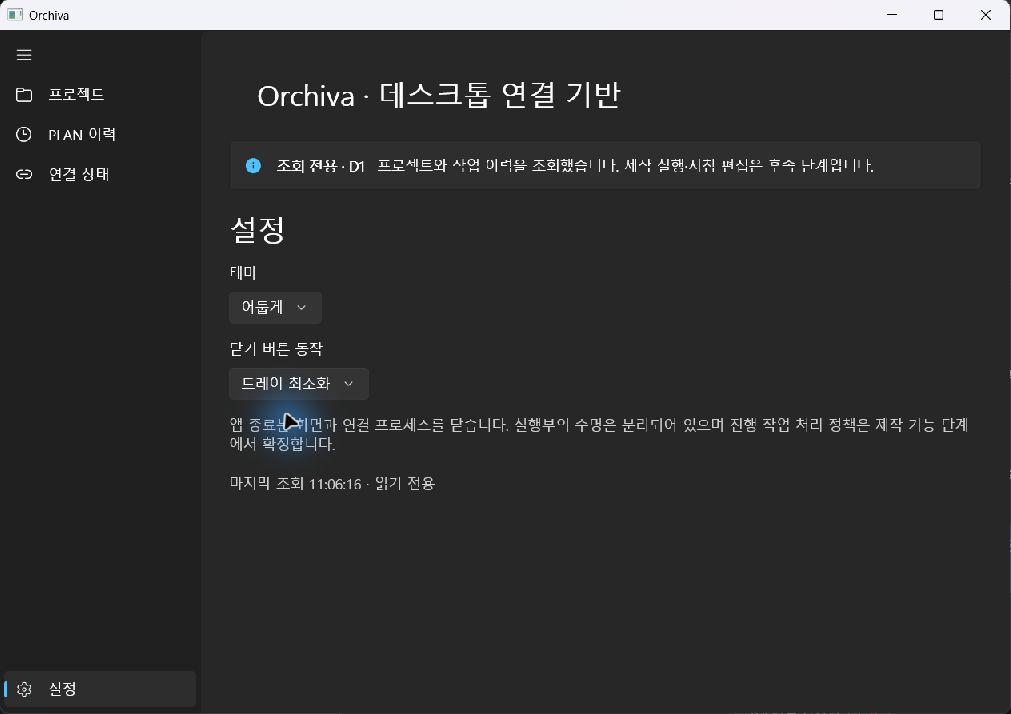 Orchiva
프로젝트
PLAN 이력
연결 상태
Orchiva · 데스크톱 연결 기반
조회 전용 · D1 프로젝트와 작업 이력을 조회했습니다. 제작 실행·시점 편집은 후속 단계입니다.
설정
테마
어둡게
닫기 버튼 동작
트레이 최소화
앱 종료는 화면과 연결 프로세스를 닫습니다. 실행부의 수명은 분리되어 있으며 진행 작업 처리 정책은 제작 기능 단계
에서 확정합니다.
마지막 조회 11:06:16 · 읽기 전용
설정